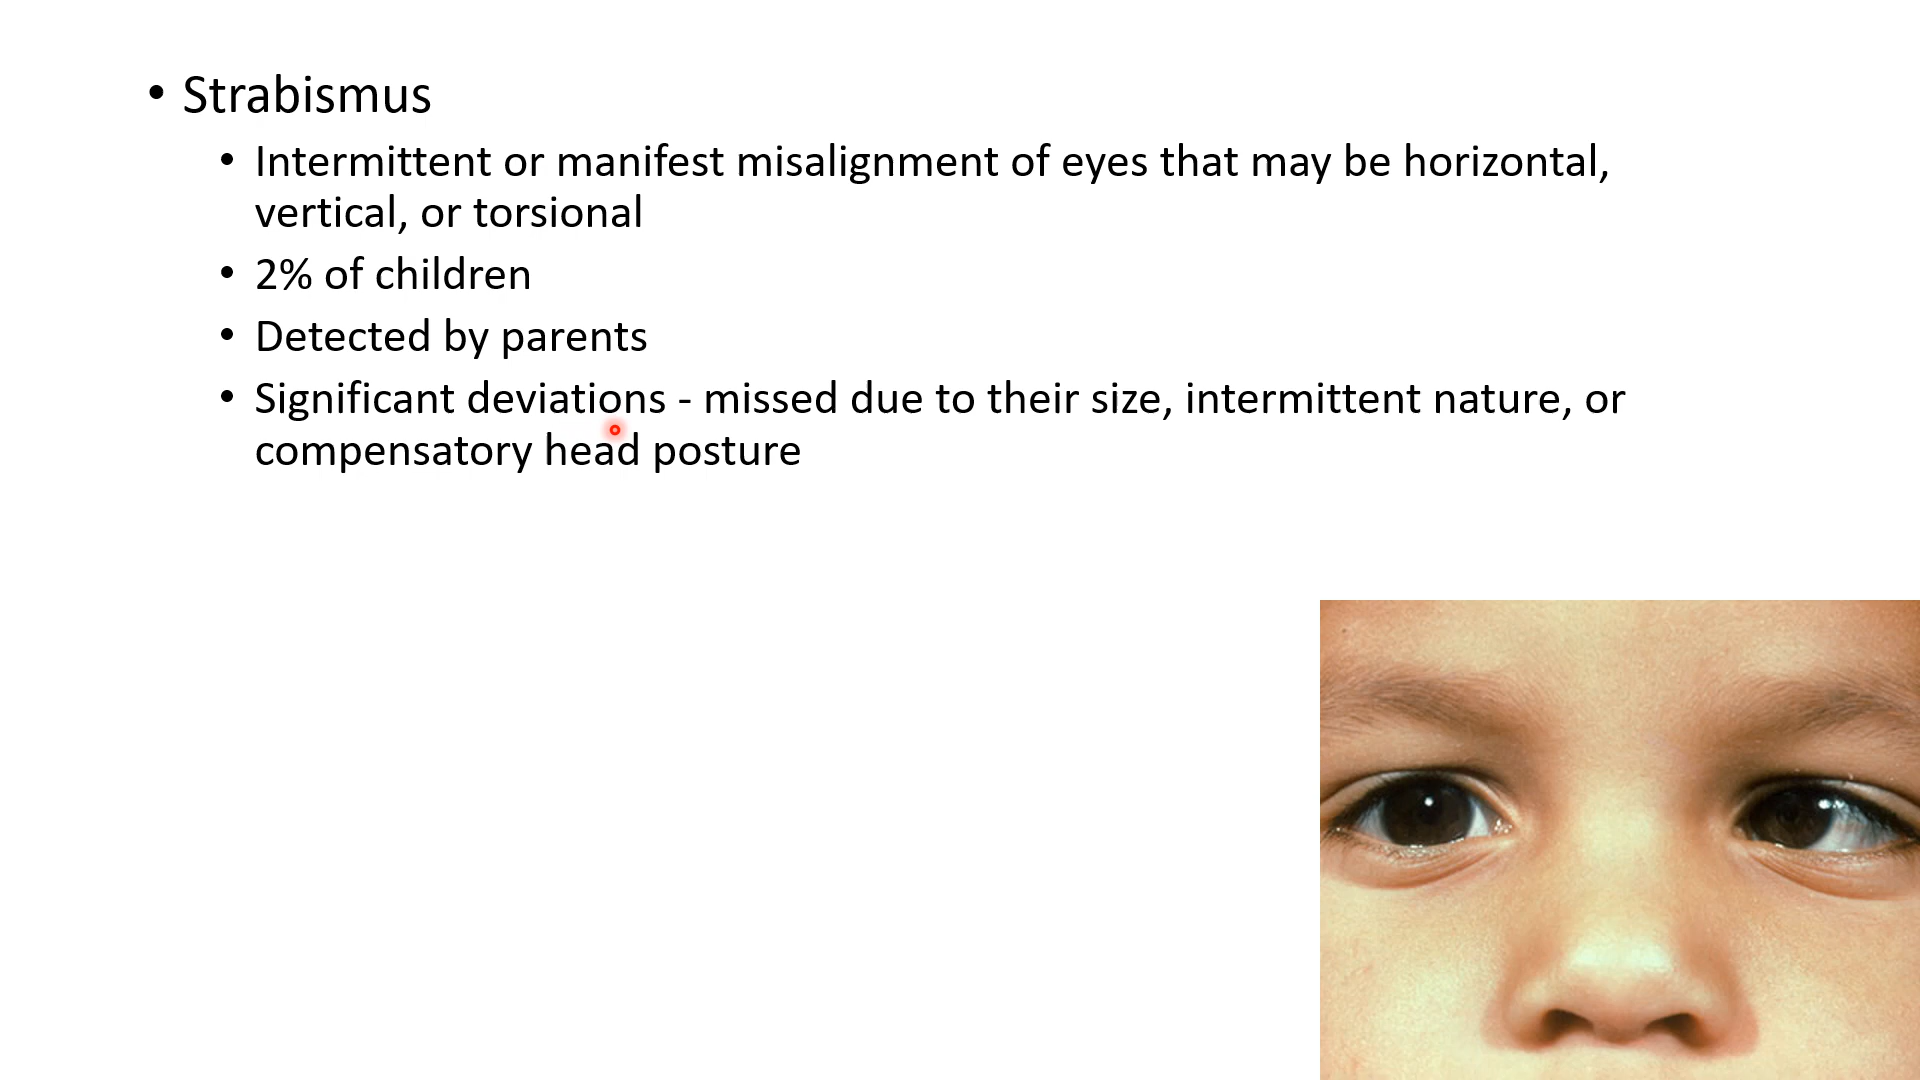 • Strabismus
• Intermittent or manifest misalignment of eyes that may be horizontal,
vertical, or torsional
• 2% of children
• Detected by parents
• Significant deviations - missed due to their size, intermittent nature, or
compensatory head posture